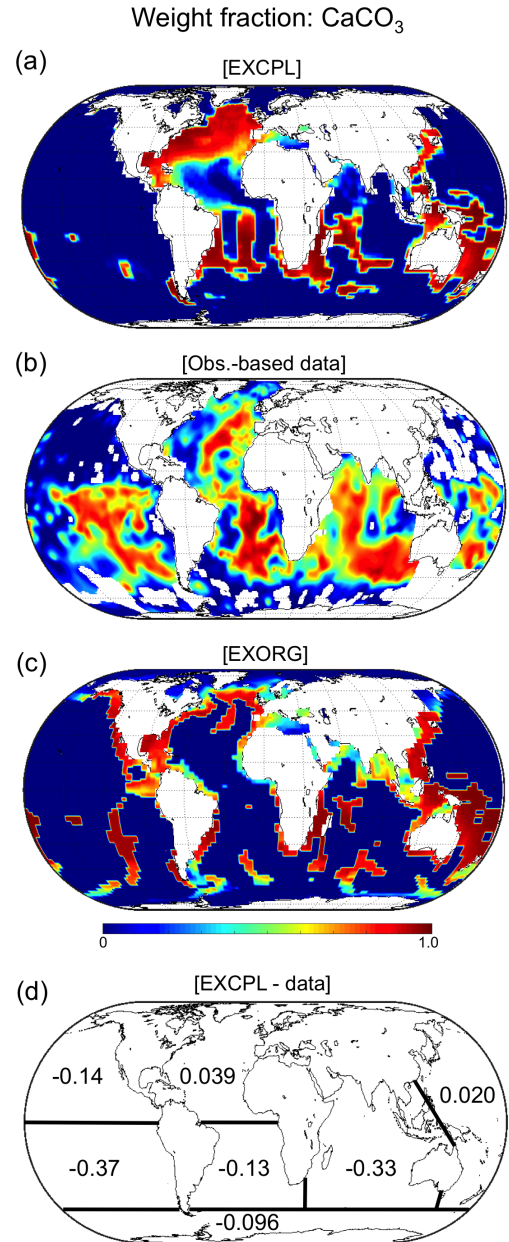 Weight fraction: CaCO₃
(a)
[EXCPL]
(b)
[Obs.-based data]
(c)
[EXORG]
0 1.0
(d)
[EXCPL - data]
-0.14 0.039 0.020
-0.37 -0.13 -0.33
-0.096